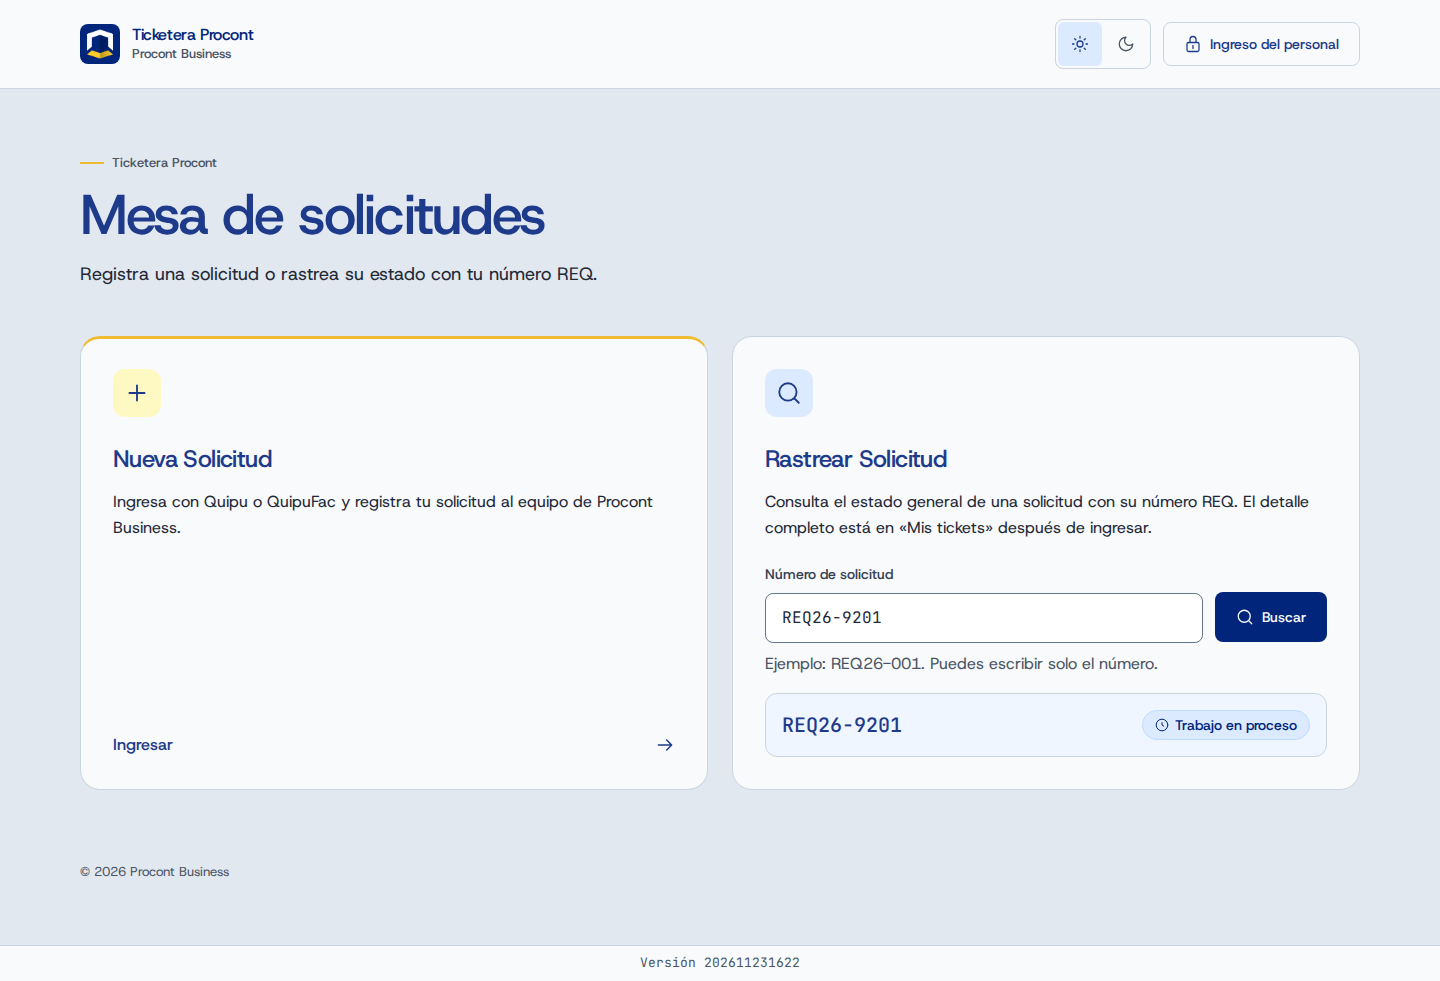 Ticketera Procont
Procont Business
Ingreso del personal
Ticketera Procont
Mesa de solicitudes
Registra una solicitud o rastrea su estado con tu número REQ.
Nueva Solicitud
Ingresa con Quipu o QuipuFac y registra tu solicitud al equipo de Procont
Business.
Ingresar
Rastrear Solicitud
Consulta el estado general de una solicitud con su número REQ. El detalle
completo está en «Mis tickets» después de ingresar.
Número de solicitud
REQ26-9201
Buscar
Ejemplo: REQ26-001. Puedes escribir solo el número.
REQ26-9201
Trabajo en proceso
© 2026 Procont Business
Versión 202611231622